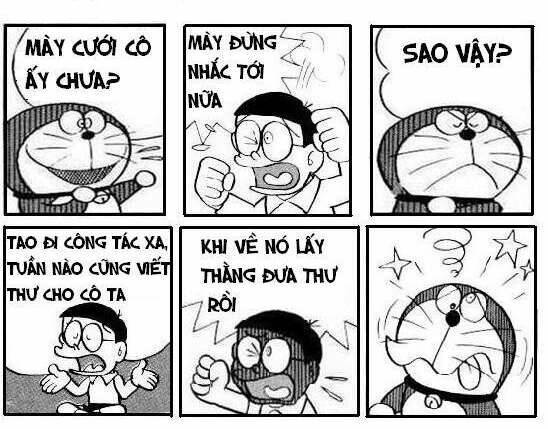 MÀY CƯỚI CÔ
ẤY CHƯA?
MÀY ĐỪNG
NHẮC TỚI
NỮA
SAO VẬY?
TAO ĐI CÔNG TÁC XA,
TUẦN NÀO CŨNG VIẾT
THƯ CHO CÔ TA
KHI VỀ NÓ LẤY
THẰNG ĐƯA THƯ
RỒI